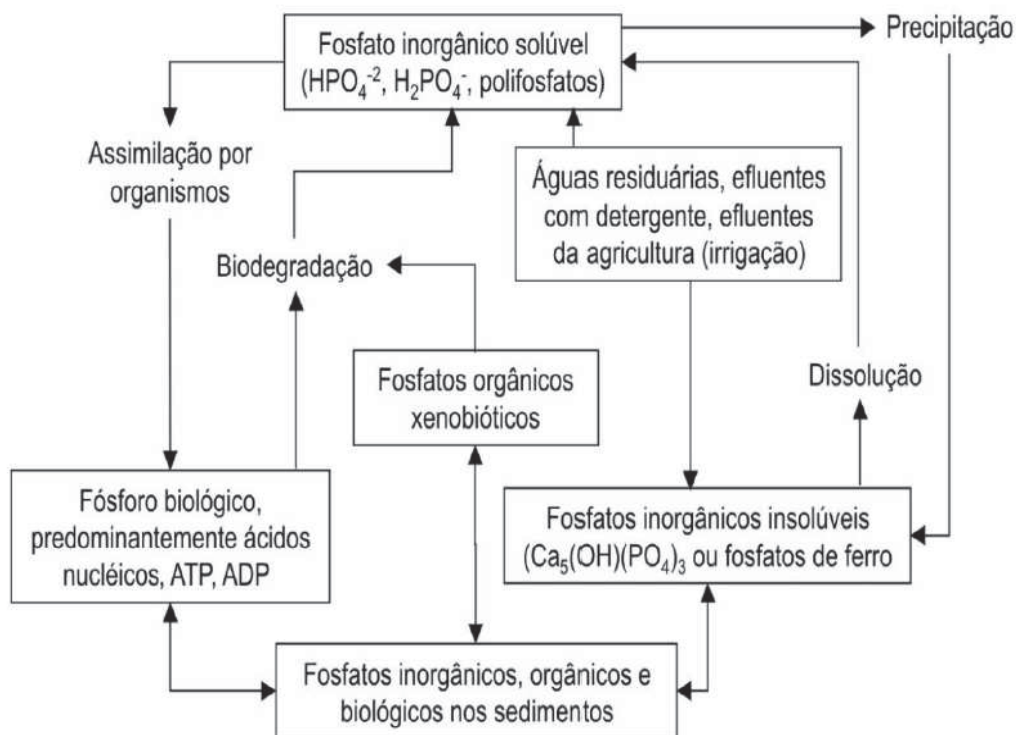 Fosfato inorgânico solúvel
(HPO₄⁻², H₂PO₄⁻, polifosfatos)
Precipitação
Assimilação por
organismos
Águas residuárias, efluentes
com detergente, efluentes
da agricultura (irrigação)
Biodegradação
Fosfatos orgânicos
xenobióticos
Dissolução
Fósforo biológico,
predominantemente ácidos
nucléicos, ATP, ADP
Fosfatos inorgânicos insolúveis
(Ca₅(OH)(PO₄)₃ ou fosfatos de ferro
Fosfatos inorgânicos, orgânicos e
biológicos nos sedimentos